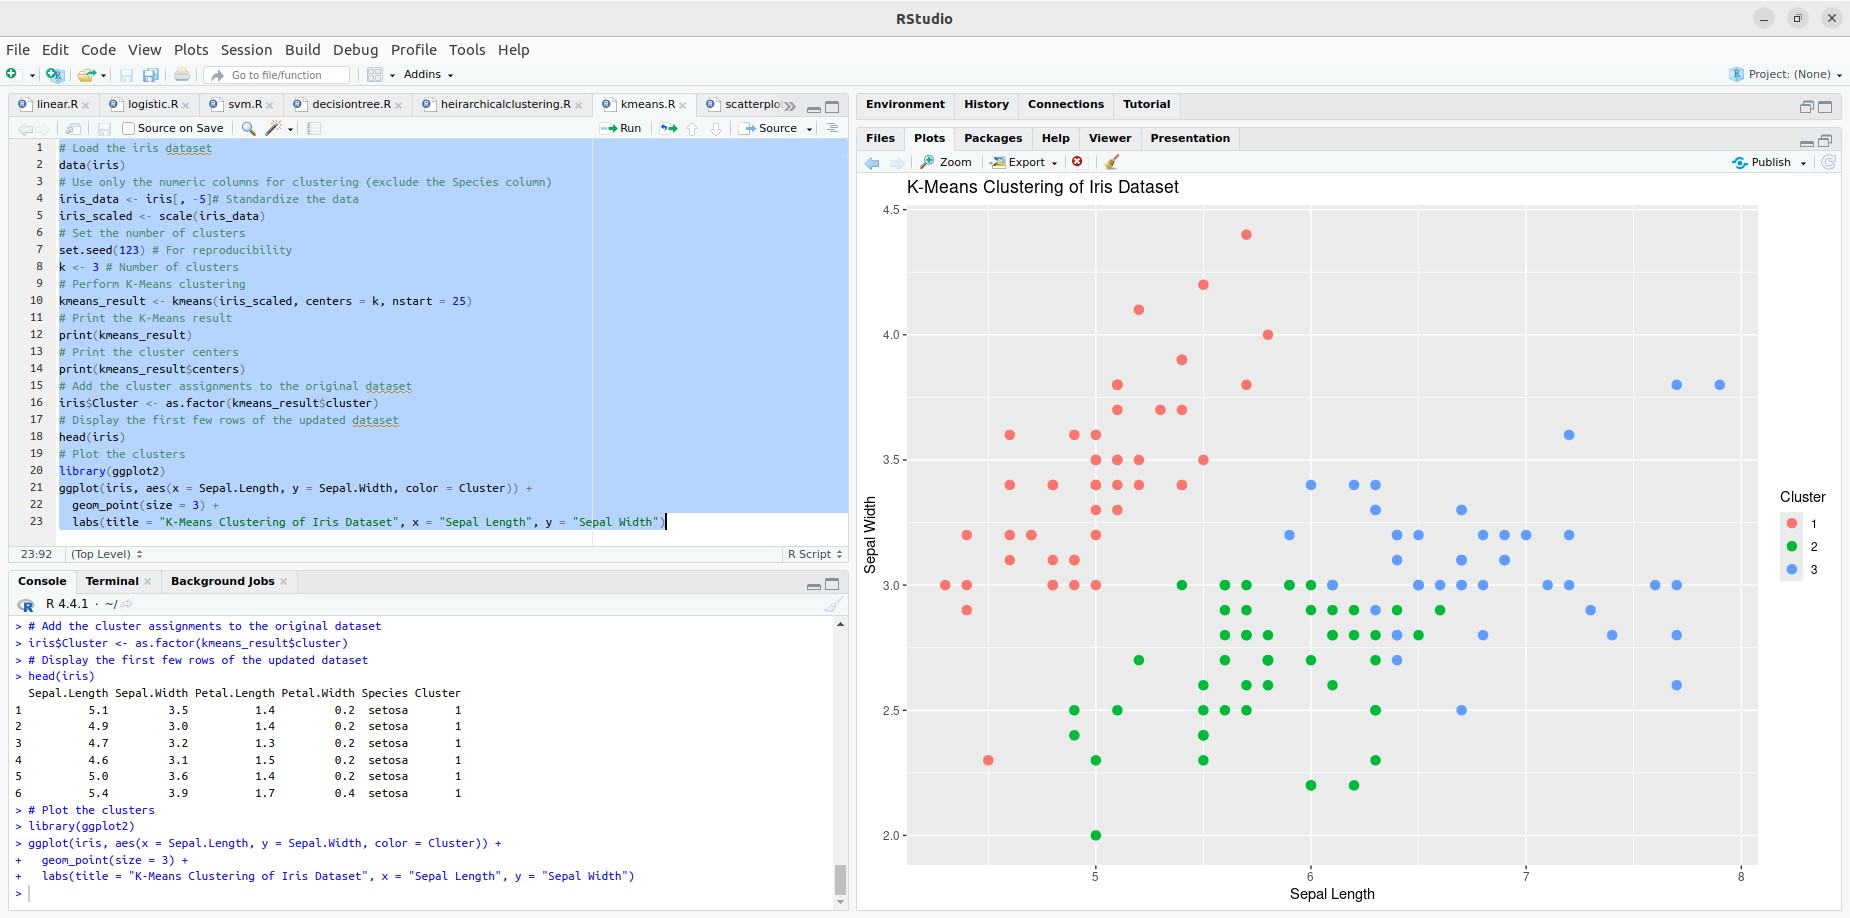 RStudio
File Edit Code View Plots Session Build Debug Profile Tools Help
Go to file/function Addins Project: (None)
linear.R logistic.R svm.R decisiontree.R heirarchicalclustering.R kmeans.R scatterplo
Source on Save Run Source
1 # Load the iris dataset
2 data(iris)
3 # Use only the numeric columns for clustering (exclude the Species column)
4 iris_data <- iris[, -5]# Standardize the data
5 iris_scaled <- scale(iris_data)
6 # Set the number of clusters
7 set.seed(123) # For reproducibility
8 k <- 3 # Number of clusters
9 # Perform K-Means clustering
10 kmeans_result <- kmeans(iris_scaled, centers = k, nstart = 25)
11 # Print the K-Means result
12 print(kmeans_result)
13 # Print the cluster centers
14 print(kmeans_result$centers)
15 # Add the cluster assignments to the original dataset
16 iris$Cluster <- as.factor(kmeans_result$cluster)
17 # Display the first few rows of the updated dataset
18 head(iris)
19 # Plot the clusters
20 library(ggplot2)
21 ggplot(iris, aes(x = Sepal.Length, y = Sepal.Width, color = Cluster)) +
22   geom_point(size = 3) +
23   labs(title = "K-Means Clustering of Iris Dataset", x = "Sepal Length", y = "Sepal Width")
23:92 (Top Level) R Script
Console Terminal Background Jobs
R 4.4.1 · ~/
> # Add the cluster assignments to the original dataset
> iris$Cluster <- as.factor(kmeans_result$cluster)
> # Display the first few rows of the updated dataset
> head(iris)
  Sepal.Length Sepal.Width Petal.Length Petal.Width Species Cluster
1          5.1         3.5          1.4         0.2  setosa       1
2          4.9         3.0          1.4         0.2  setosa       1
3          4.7         3.2          1.3         0.2  setosa       1
4          4.6         3.1          1.5         0.2  setosa       1
5          5.0         3.6          1.4         0.2  setosa       1
6          5.4         3.9          1.7         0.4  setosa       1
> # Plot the clusters
> library(ggplot2)
> ggplot(iris, aes(x = Sepal.Length, y = Sepal.Width, color = Cluster)) +
+   geom_point(size = 3) +
+   labs(title = "K-Means Clustering of Iris Dataset", x = "Sepal Length", y = "Sepal Width")
>
Environment History Connections Tutorial
Files Plots Packages Help Viewer Presentation
Zoom Export Publish
K-Means Clustering of Iris Dataset
4.5
4.0
3.5
3.0
2.5
2.0
Sepal Width
5 6 7 8
Sepal Length
Cluster
1
2
3